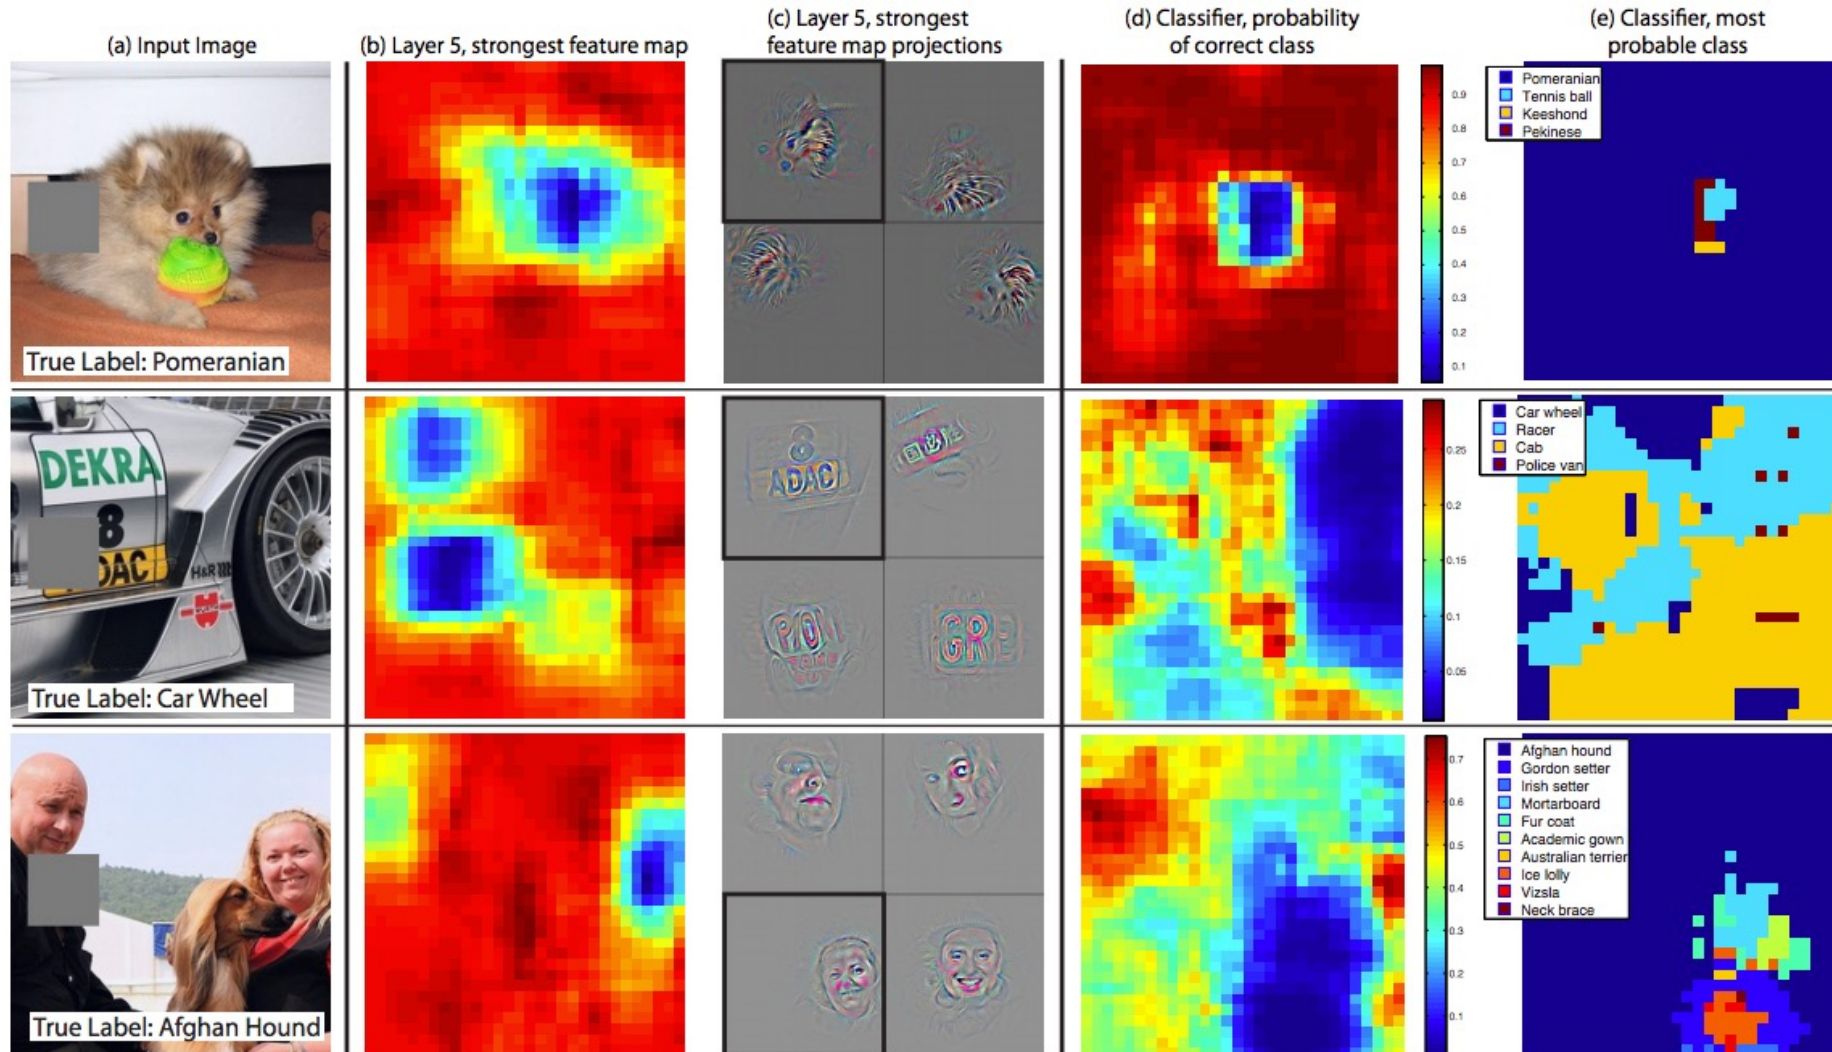 (a) Input Image
(b) Layer 5, strongest feature map
(c) Layer 5, strongest
feature map projections
(d) Classifier, probability
of correct class
(e) Classifier, most
probable class
True Label: Pomeranian
0.9
0.8
0.7
0.6
0.5
0.4
0.3
0.2
0.1
Pomeranian
Tennis ball
Keeshond
Pekinese
DEKRA
8
DAC
H&R
True Label: Car Wheel
8
ADAC
GRE
0.25
0.2
0.15
0.1
0.05
Car wheel
Racer
Cab
Police van
True Label: Afghan Hound
0.7
0.6
0.5
0.4
0.3
0.2
0.1
Afghan hound
Gordon setter
Irish setter
Mortarboard
Fur coat
Academic gown
Australian terrier
Ice lolly
Vizsla
Neck brace